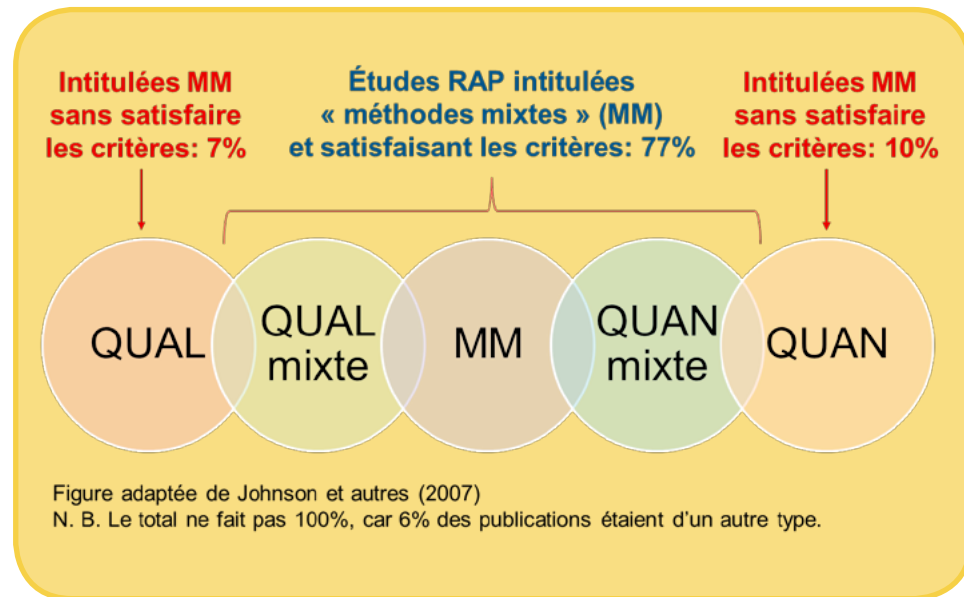 Intitulées MM
sans satisfaire
les critères: 7%
Études RAP intitulées
« méthodes mixtes » (MM)
et satisfaisant les critères: 77%
Intitulées MM
sans satisfaire
les critères: 10%
QUAL
QUAL
mixte
MM
QUAN
mixte
QUAN
Figure adaptée de Johnson et autres (2007)
N. B. Le total ne fait pas 100%, car 6% des publications étaient d’un autre type.